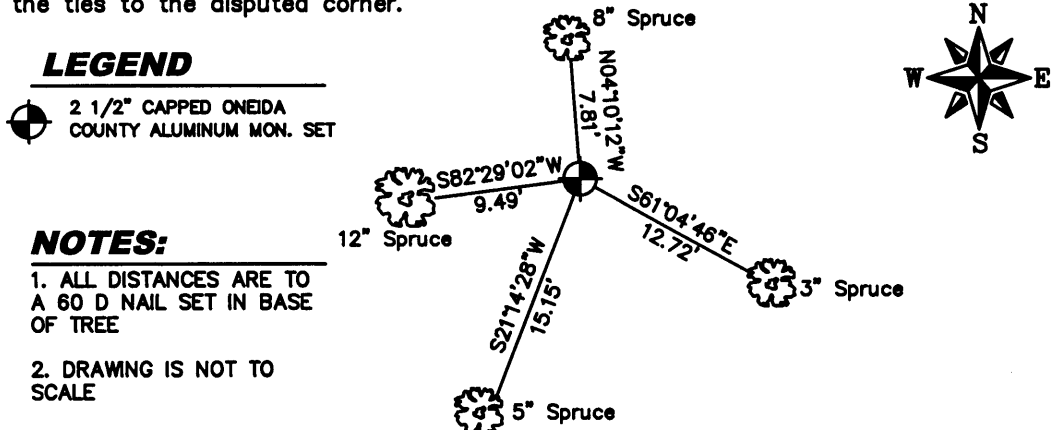 the ties to the disputed corner.
LEGEND
2 1/2" CAPPED ONEIDA
COUNTY ALUMINUM MON. SET
8" Spruce
N04°10'12"W
7.81'
S82°29'02"W
9.49'
12" Spruce
S61°04'46"E
12.72'
3" Spruce
S21°14'28"W
15.15'
5" Spruce
N
W
E
S
NOTES:
1. ALL DISTANCES ARE TO
A 60 D NAIL SET IN BASE
OF TREE
2. DRAWING IS NOT TO
SCALE